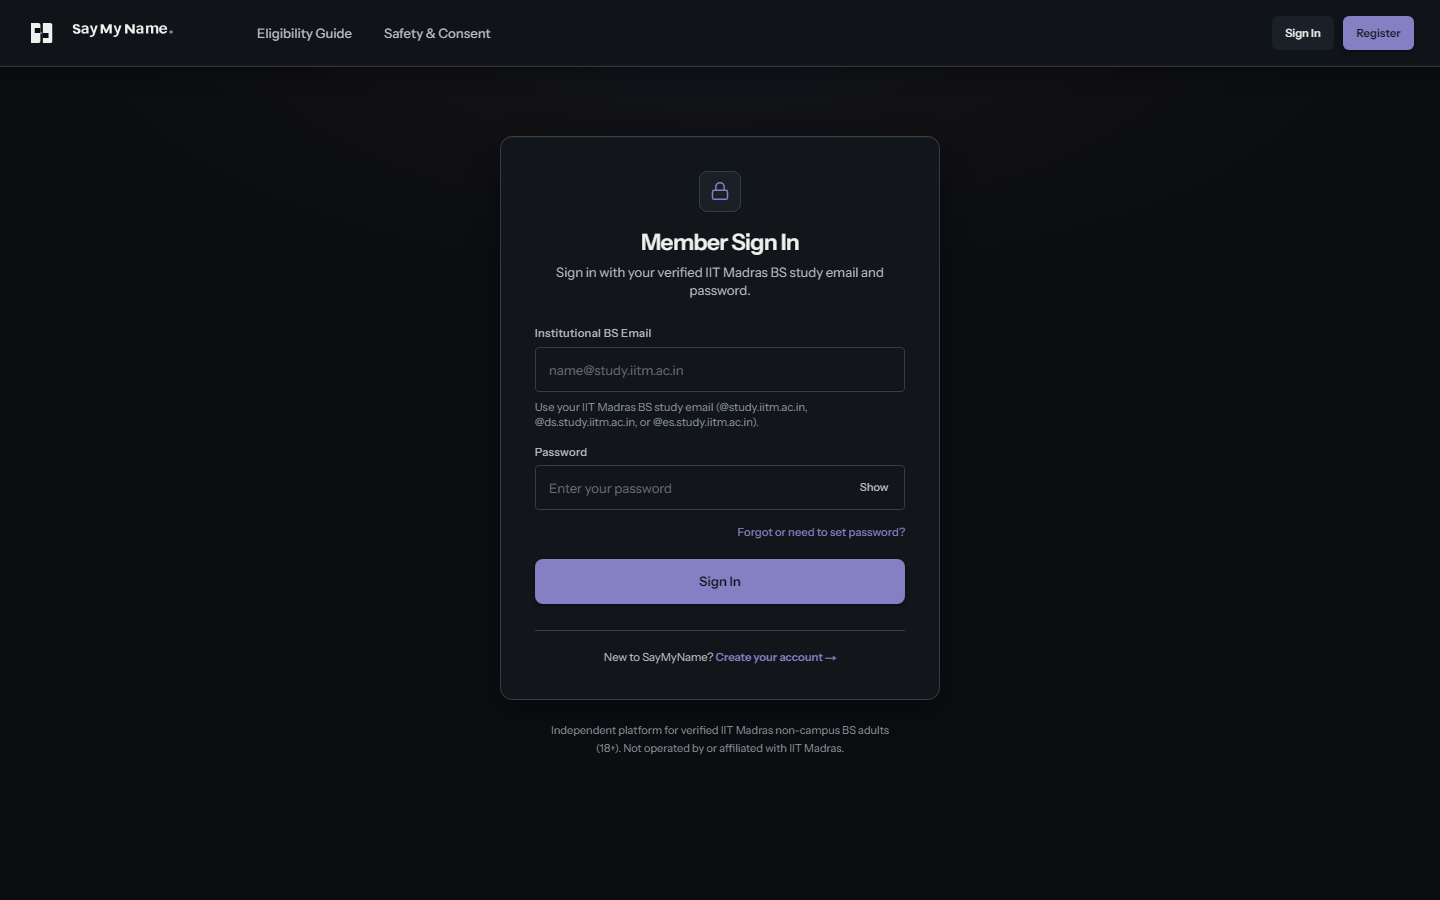 Say My Name.
Eligibility Guide
Safety & Consent
Sign In
Register
Member Sign In
Sign in with your verified IIT Madras BS study email and
password.
Institutional BS Email
name@study.iitm.ac.in
Use your IIT Madras BS study email (@study.iitm.ac.in,
@ds.study.iitm.ac.in, or @es.study.iitm.ac.in).
Password
Enter your password
Show
Forgot or need to set password?
Sign In
New to SayMyName? Create your account →
Independent platform for verified IIT Madras non-campus BS adults
(18+). Not operated by or affiliated with IIT Madras.